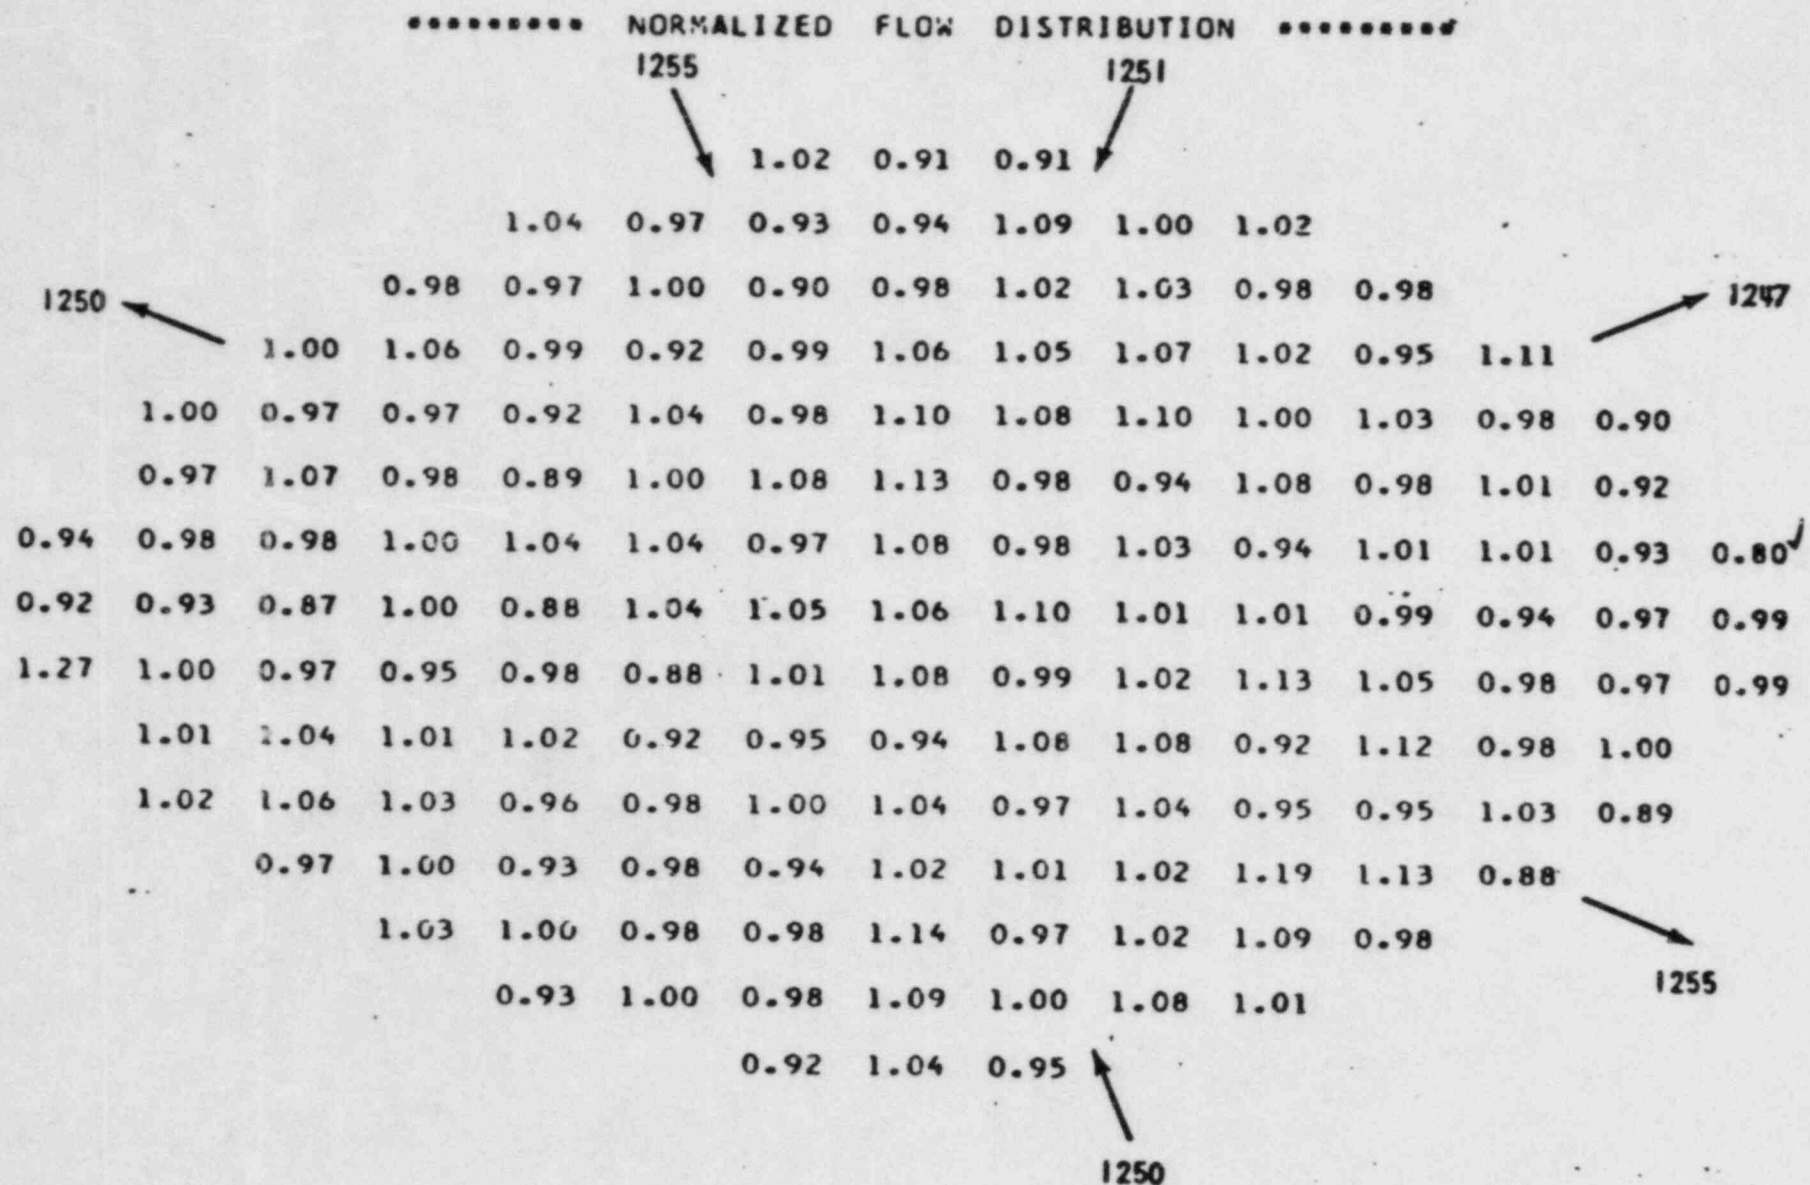 ••••••••• NORMALIZED FLOW DISTRIBUTION •••••••••
1255 1251
1.02 0.91 0.91
1.04 0.97 0.93 0.94 1.09 1.00 1.02
1250 0.98 0.97 1.00 0.90 0.98 1.02 1.03 0.98 0.98 1247
1.00 1.06 0.99 0.92 0.99 1.06 1.05 1.07 1.02 0.95 1.11
1.00 0.97 0.97 0.92 1.04 0.98 1.10 1.08 1.10 1.00 1.03 0.98 0.90
0.97 1.07 0.98 0.89 1.00 1.08 1.13 0.98 0.94 1.08 0.98 1.01 0.92
0.94 0.98 0.98 1.00 1.04 1.04 0.97 1.08 0.98 1.03 0.94 1.01 1.01 0.93 0.80
0.92 0.93 0.87 1.00 0.88 1.04 1.05 1.06 1.10 1.01 1.01 0.99 0.94 0.97 0.99
1.27 1.00 0.97 0.95 0.98 0.88 1.01 1.08 0.99 1.02 1.13 1.05 0.98 0.97 0.99
1.01 1.04 1.01 1.02 0.92 0.95 0.94 1.08 1.08 0.92 1.12 0.98 1.00
1.02 1.06 1.03 0.96 0.98 1.00 1.04 0.97 1.04 0.95 0.95 1.03 0.89
0.97 1.00 0.93 0.98 0.94 1.02 1.01 1.02 1.19 1.13 0.88
1.03 1.00 0.98 0.98 1.14 0.97 1.02 1.09 0.98
0.93 1.00 0.98 1.09 1.00 1.08 1.01
1255
0.92 1.04 0.95
1250